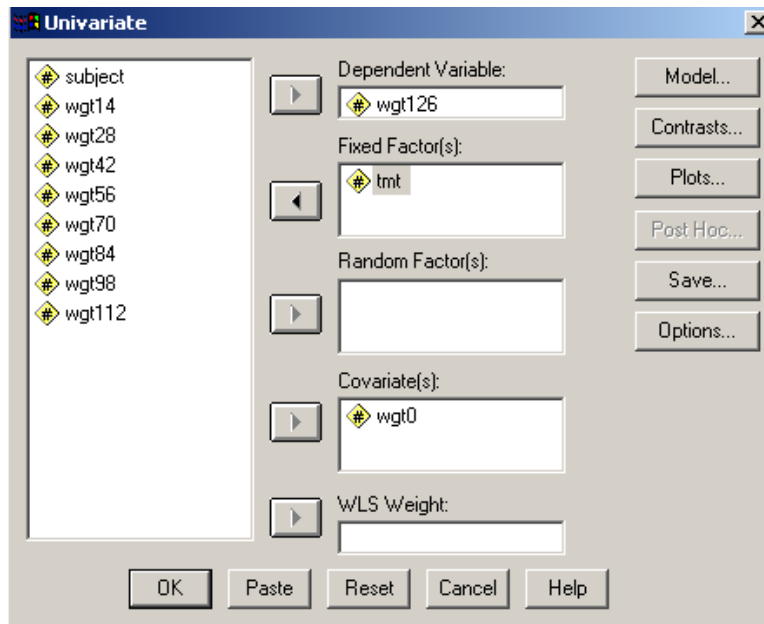 Univariate
subject
wgt14
wgt28
wgt42
wgt56
wgt70
wgt84
wgt98
wgt112
Dependent Variable:
wgt126
Fixed Factor(s):
tmt
Random Factor(s):
Covariate(s):
wgt0
WLS Weight:
Model...
Contrasts...
Plots...
Post Hoc...
Save...
Options...
OK
Paste
Reset
Cancel
Help